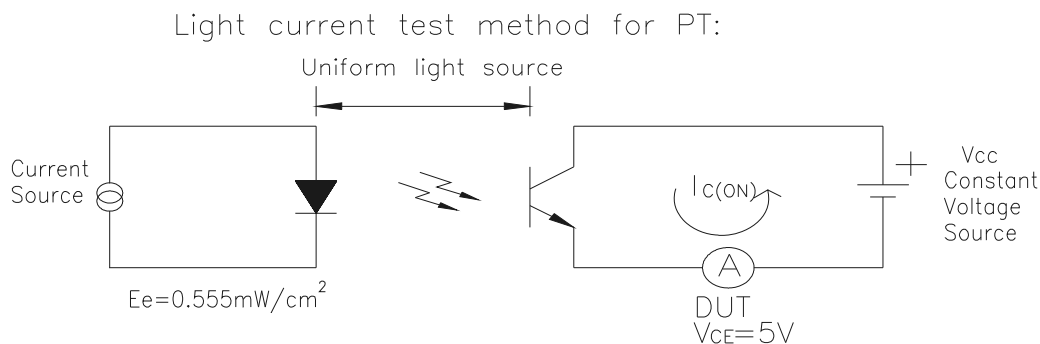 Light current test method for PT:
Uniform light source
Current
Source
IC(ON)
+
Vcc
Constant
Voltage
Source
A
Ee=0.555mW/cm²
DUT
VCE=5V